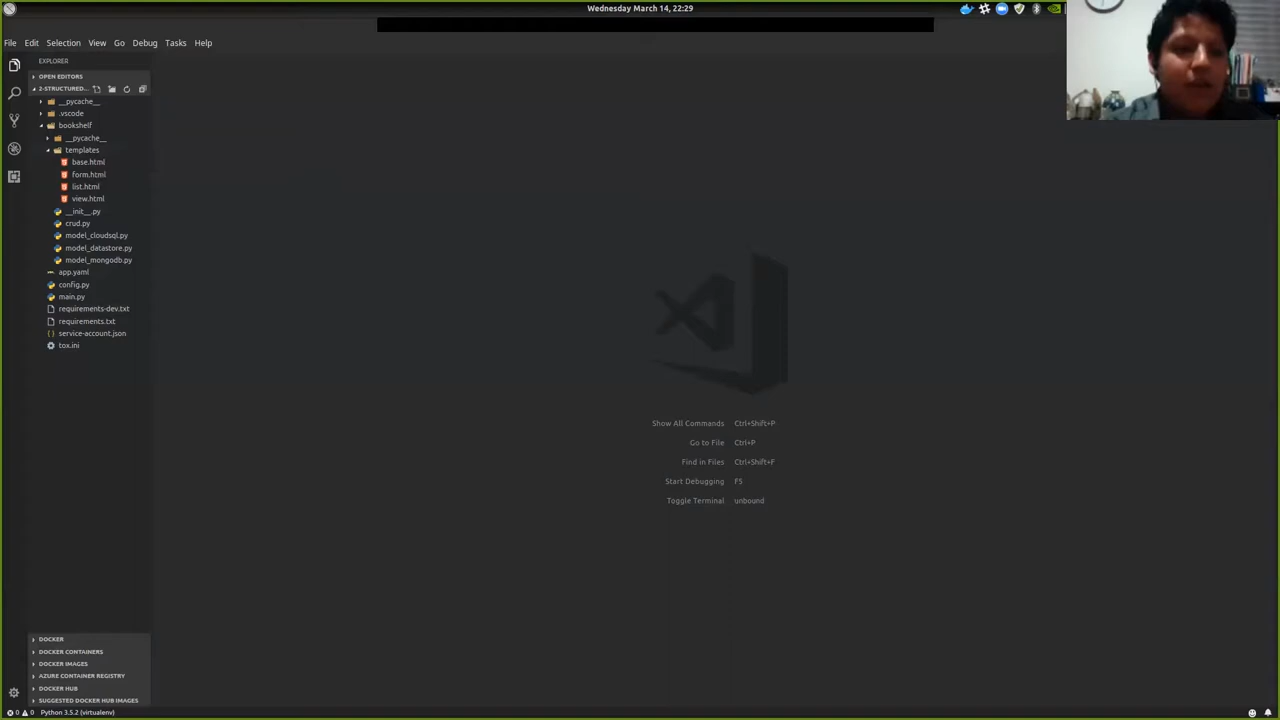 Wednesday March 14, 22:29
File Edit Selection View Go Debug Tasks Help
EXPLORER
OPEN EDITORS
2-STRUCTURED...
__pycache__
.vscode
bookshelf
__pycache__
templates
base.html
form.html
list.html
view.html
__init__.py
crud.py
model_cloudsql.py
model_datastore.py
model_mongodb.py
app.yaml
config.py
main.py
requirements-dev.txt
requirements.txt
service-account.json
tox.ini
Show All Commands Ctrl+Shift+P
Go to File Ctrl+P
Find in Files Ctrl+Shift+F
Start Debugging F5
Toggle Terminal unbound
DOCKER
DOCKER CONTAINERS
DOCKER IMAGES
AZURE CONTAINER REGISTRY
DOCKER HUB
SUGGESTED DOCKER HUB IMAGES
0 0 Python 3.5.2 (virtualenv)